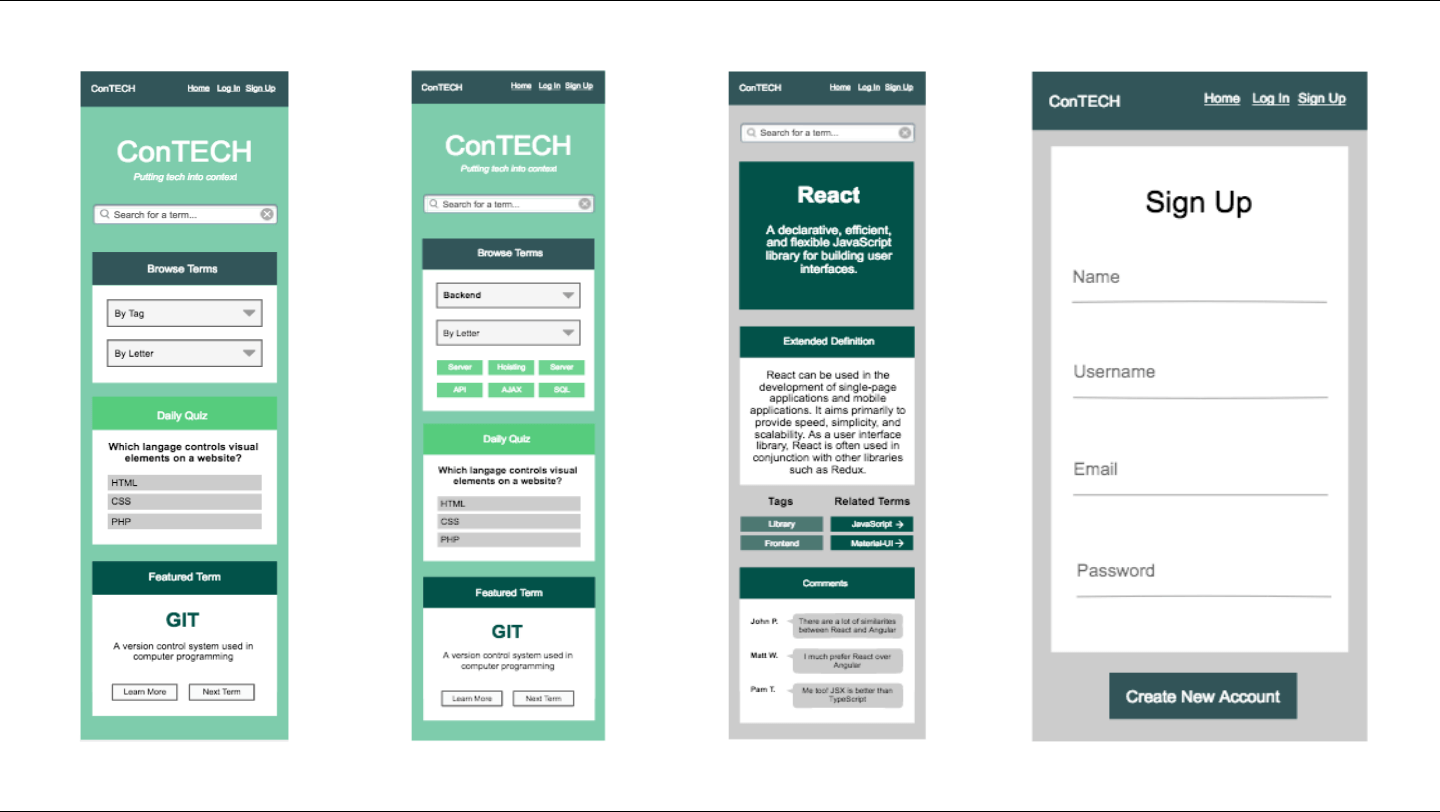 ConTECH
Home Log In Sign Up
ConTECH
Putting tech into context
Search for a term...
Browse Terms
By Tag
By Letter
Daily Quiz
Which langage controls visual
elements on a website?
HTML
CSS
PHP
Featured Term
GIT
A version control system used in
computer programming
Learn More Next Term
ConTECH
Home Log In Sign Up
ConTECH
Putting tech into context
Search for a term...
Browse Terms
Backend
By Letter
Server Hoisting Server
API AJAX SQL
Daily Quiz
Which langage controls visual
elements on a website?
HTML
CSS
PHP
Featured Term
GIT
A version control system used in
computer programming
Learn More Next Term
ConTECH
Home Log In Sign Up
Search for a term...
React
A declarative, efficient,
and flexible JavaScript
library for building user
interfaces.
Extended Definition
React can be used in the
development of single-page
applications and mobile
applications. It aims primarily to
provide speed, simplicity, and
scalability. As a user interface
library, React is often used in
conjunction with other libraries
such as Redux.
Tags Related Terms
Library JavaScript →
Frontend Material-UI →
Comments
John P. There are a lot of similarites
between React and Angular
Matt W. I much prefer React over
Angular
Pam T. Me too! JSX is better than
TypeScript
ConTECH
Home Log In Sign Up
Sign Up
Name
Username
Email
Password
Create New Account